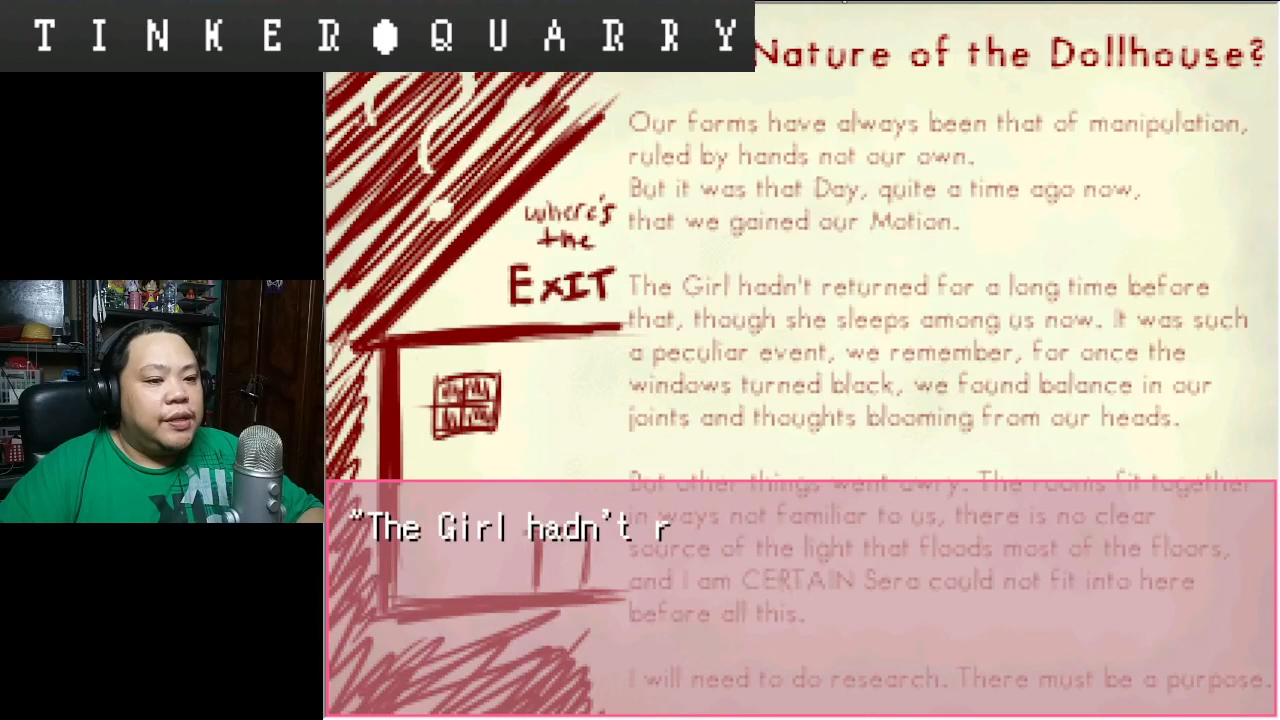 TINKER QUARRY
Nature of the Dollhouse?
Our forms have always been that of manipulation,
ruled by hands not our own.
But it was that Day, quite a time ago now,
that we gained our Motion.
where's
the
EXIT
The Girl hadn't returned for a long time before
that, though she sleeps among us now. It was such
a peculiar event, we remember, for once the
windows turned black, we found balance in our
joints and thoughts blooming from our heads.
But other things went awry. The rooms fit together
in ways not familiar to us, there is no clear
source of the light that floods most of the floors,
and I am CERTAIN Sera could not fit into here
before all this.
I will need to do research. There must be a purpose.
“The Girl hadn't r